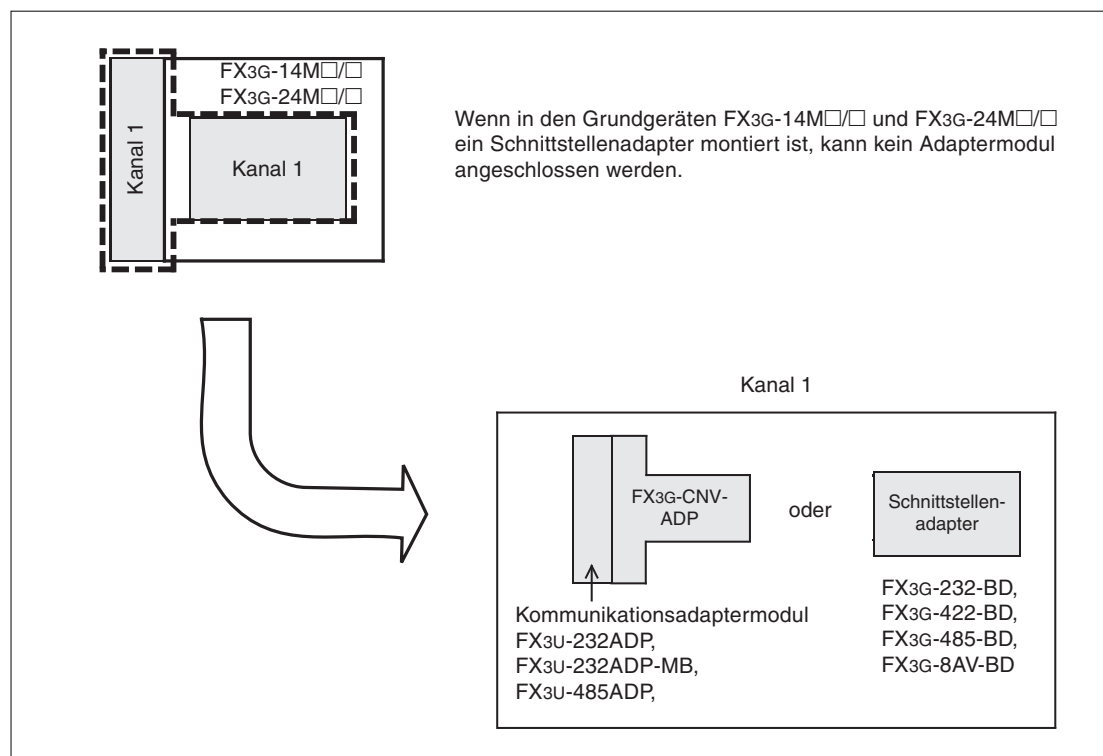 FX3G-14M□/□
FX3G-24M□/□
Kanal 1
Kanal 1
Wenn in den Grundgeräten FX3G-14M□/□ und FX3G-24M□/□
ein Schnittstellenadapter montiert ist, kann kein Adaptermodul
angeschlossen werden.
Kanal 1
FX3G-CNV-
ADP
oder
Schnittstellen-
adapter
Kommunikationsadaptermodul
FX3U-232ADP,
FX3U-232ADP-MB,
FX3U-485ADP,
FX3G-232-BD,
FX3G-422-BD,
FX3G-485-BD,
FX3G-8AV-BD